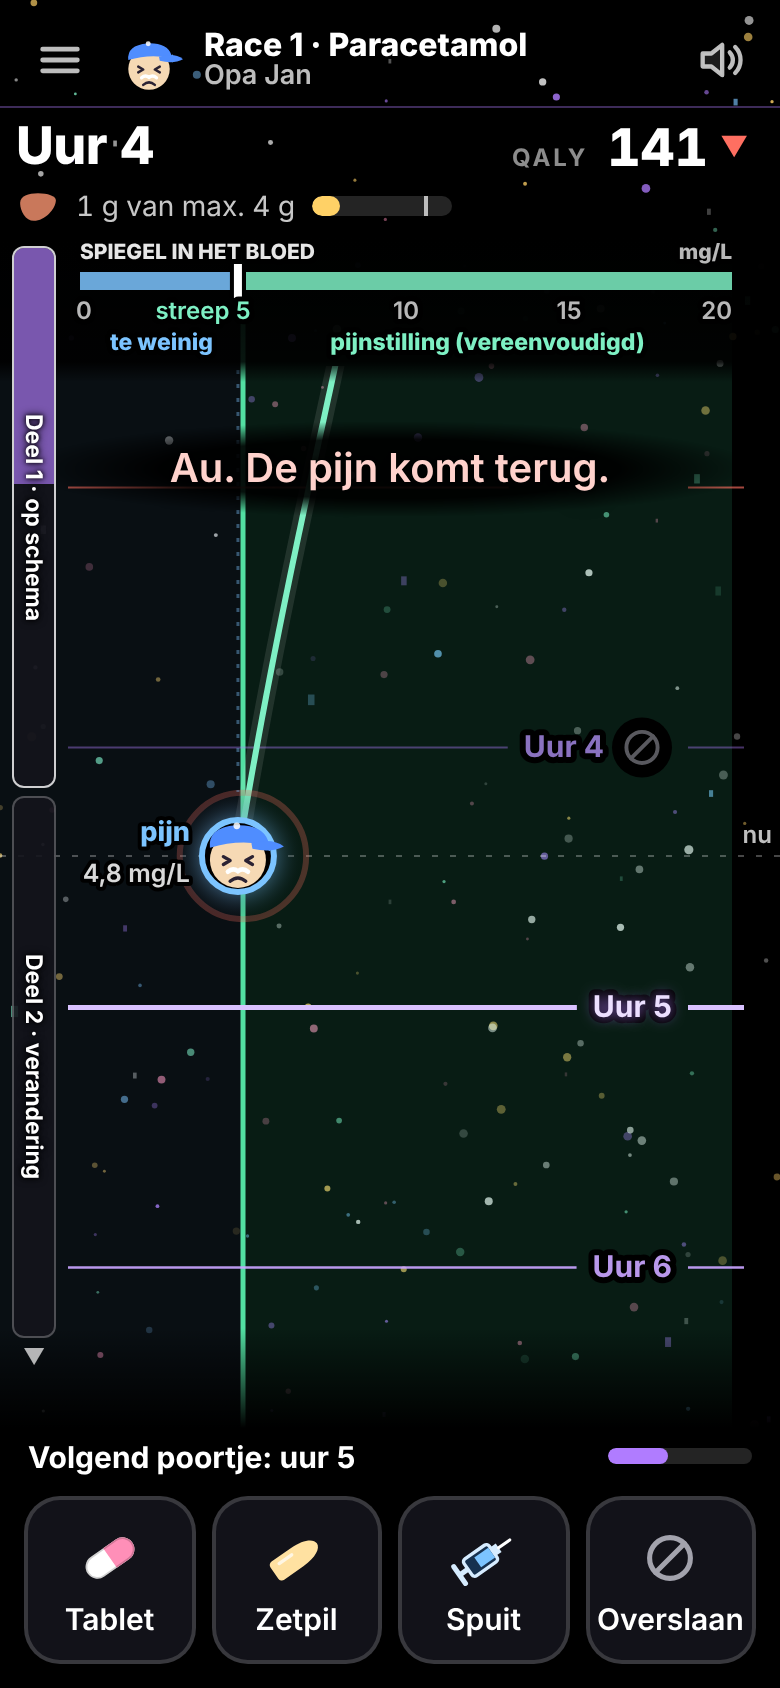 Race 1 · Paracetamol
Opa Jan
Uur 4
QALY 141
1 g van max. 4 g
SPIEGEL IN HET BLOED mg/L
0 streep 5 10 15 20
te weinig pijnstilling (vereenvoudigd)
Au. De pijn komt terug.
Deel 1 · op schema
Uur 4
pijn
nu
4,8 mg/L
Deel 2 · verandering
Uur 5
Uur 6
Volgend poortje: uur 5
Tablet
Zetpil
Spuit
Overslaan